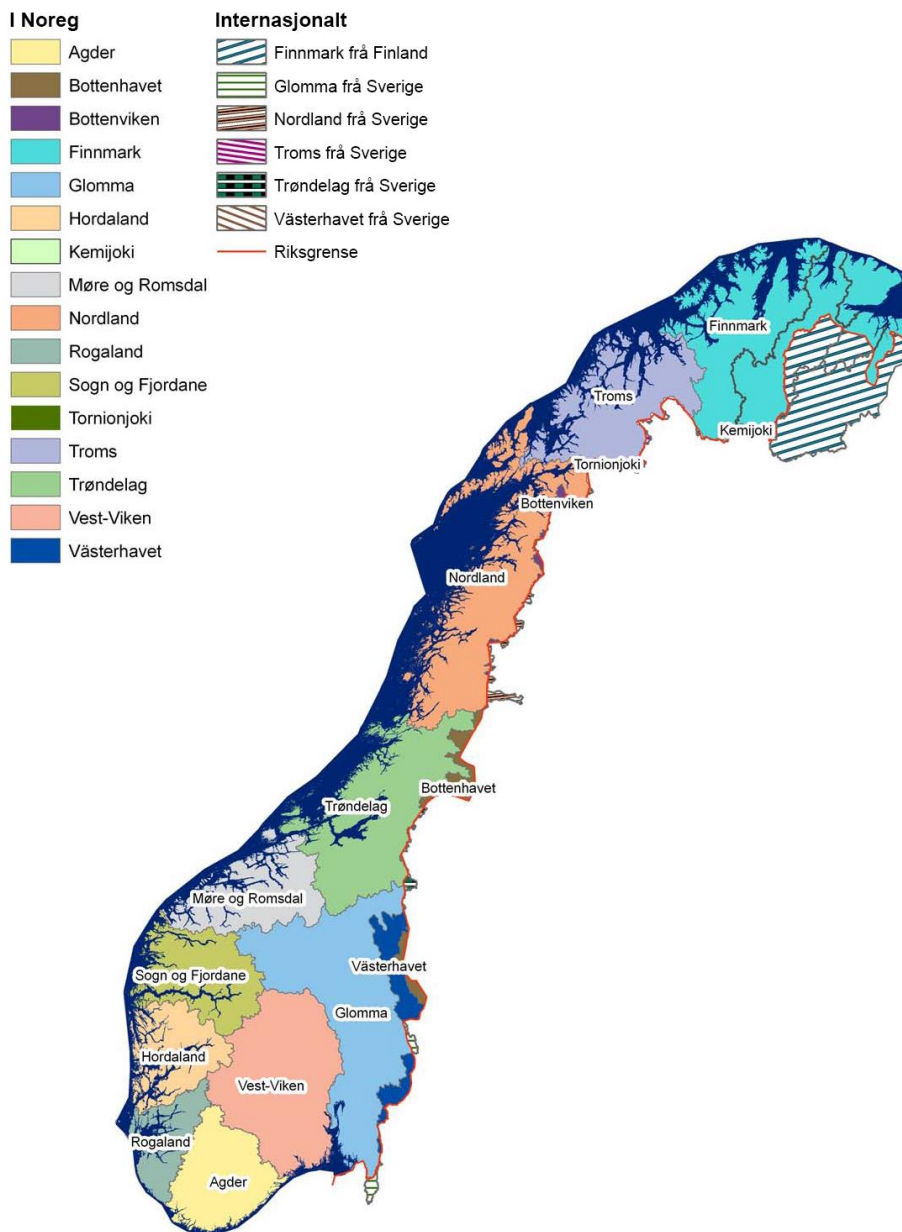 I Noreg
Agder
Bottenhavet
Bottenviken
Finnmark
Glomma
Hordaland
Kemijoki
Møre og Romsdal
Nordland
Rogaland
Sogn og Fjordane
Tornionjoki
Troms
Trøndelag
Vest-Viken
Västerhavet
Internasjonalt
Finnmark frå Finland
Glomma frå Sverige
Nordland frå Sverige
Troms frå Sverige
Trøndelag frå Sverige
Västerhavet frå Sverige
Riksgrense
Finnmark
Troms
Kemijoki
Tornionjoki
Bottenviken
Nordland
Bottenhavet
Trøndelag
Møre og Romsdal
Västerhavet
Sogn og Fjordane
Glomma
Hordaland
Vest-Viken
Rogaland
Agder